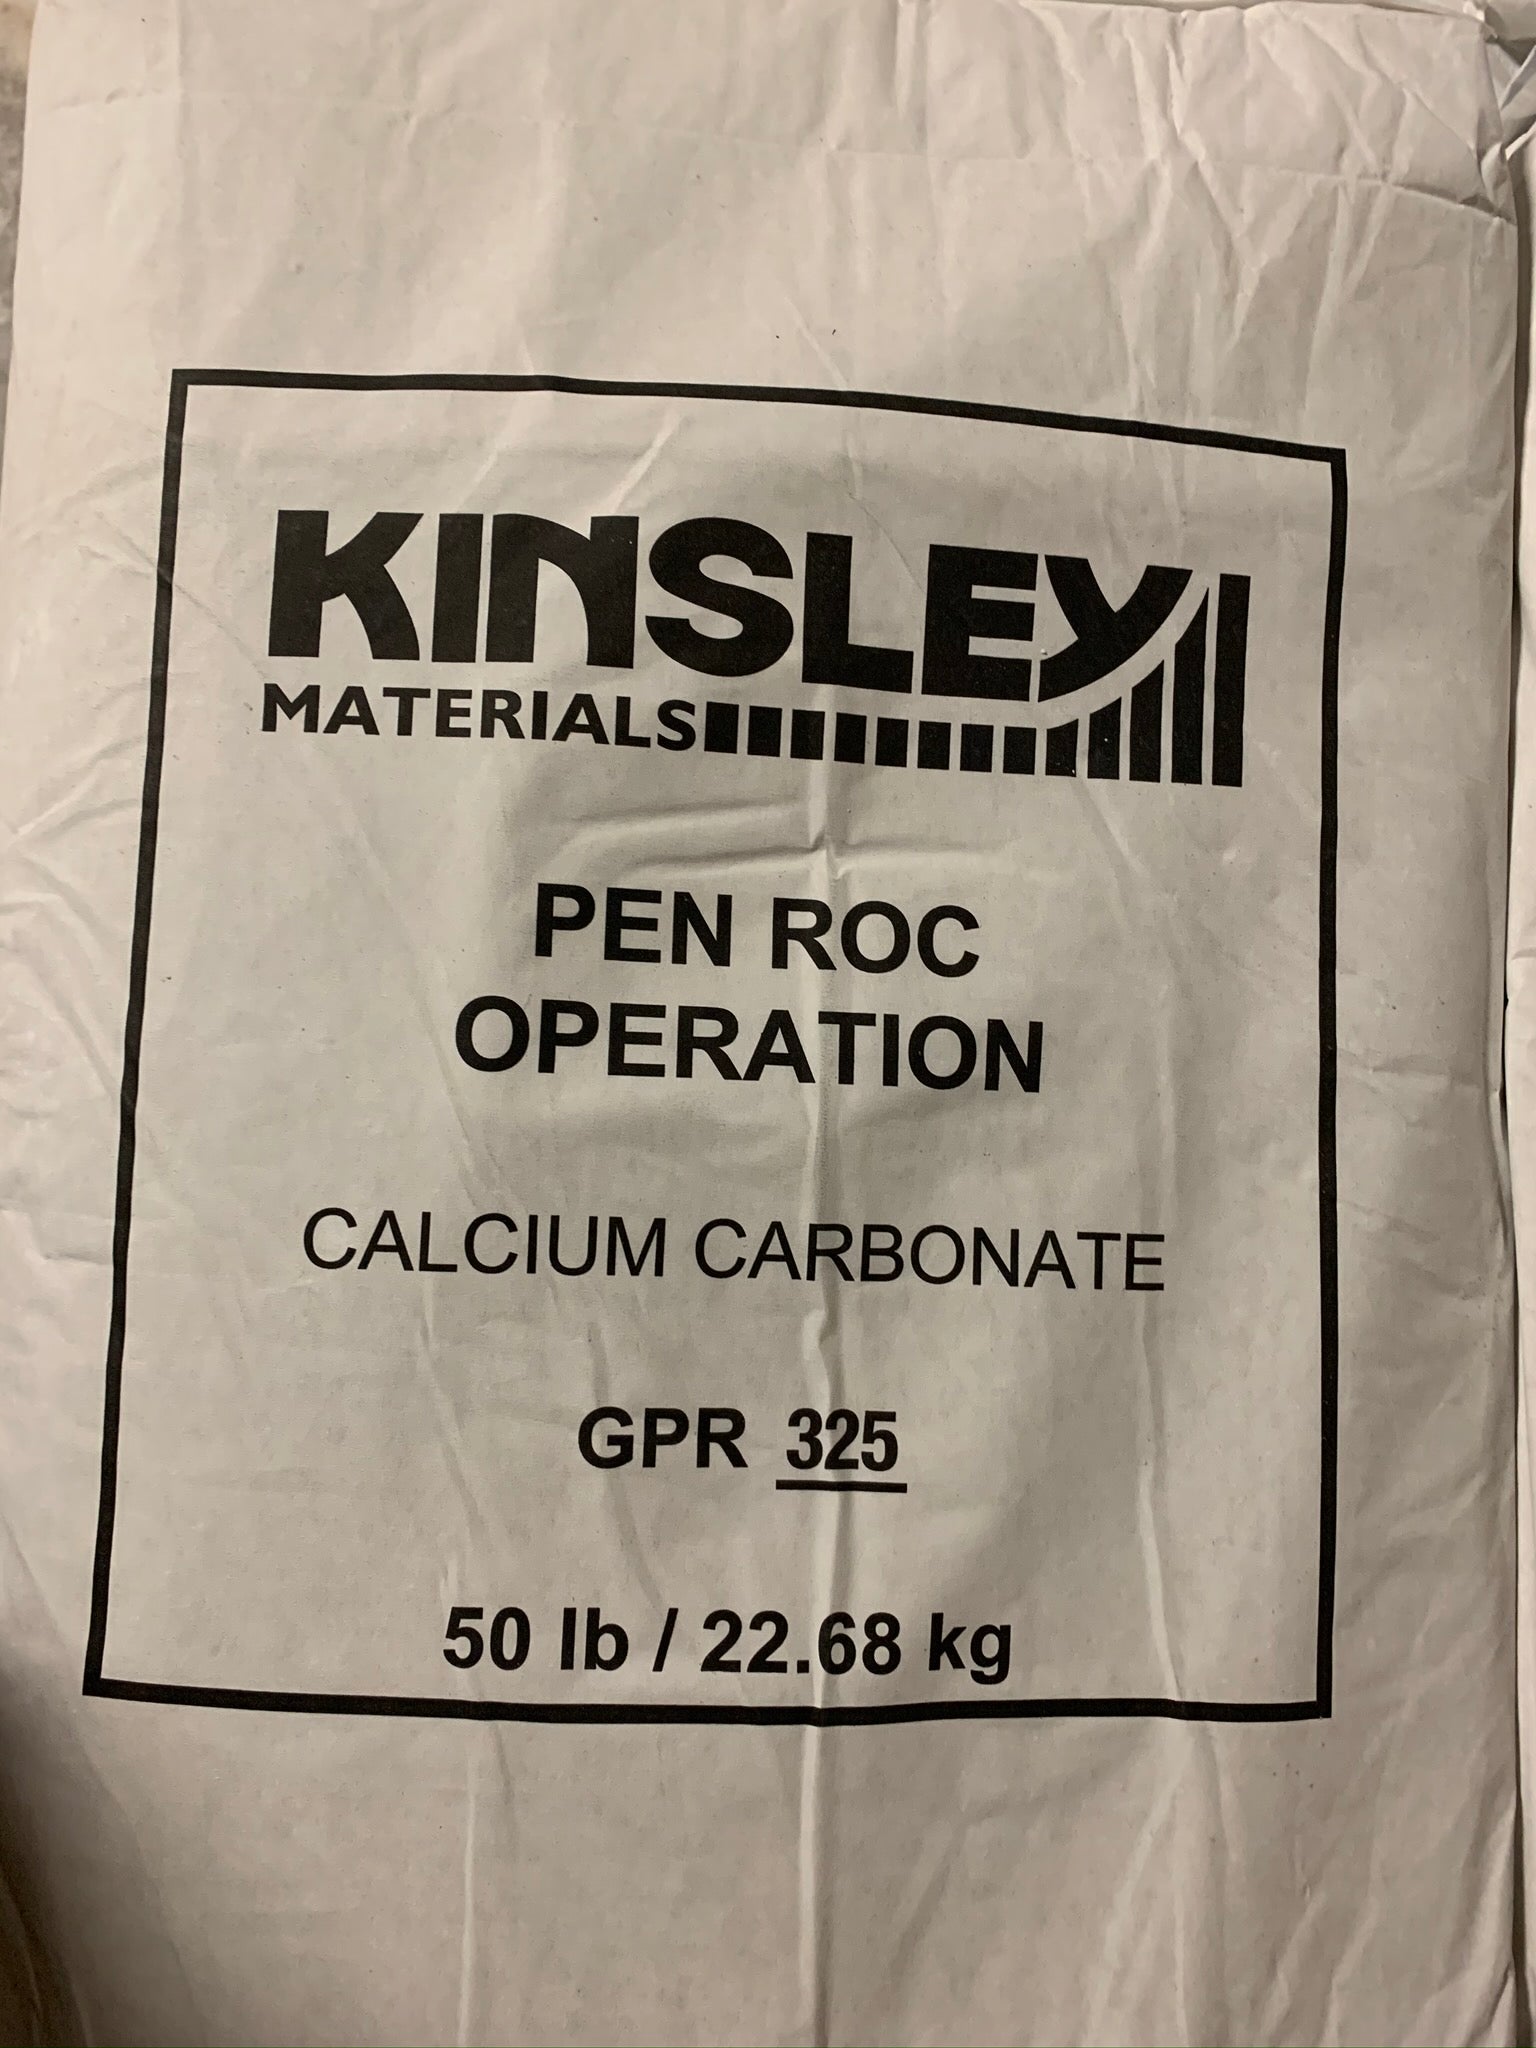 KINSLEY
MATERIALS
PEN ROC
OPERATION
CALCIUM CARBONATE
GPR 325
50 lb / 22.68 kg